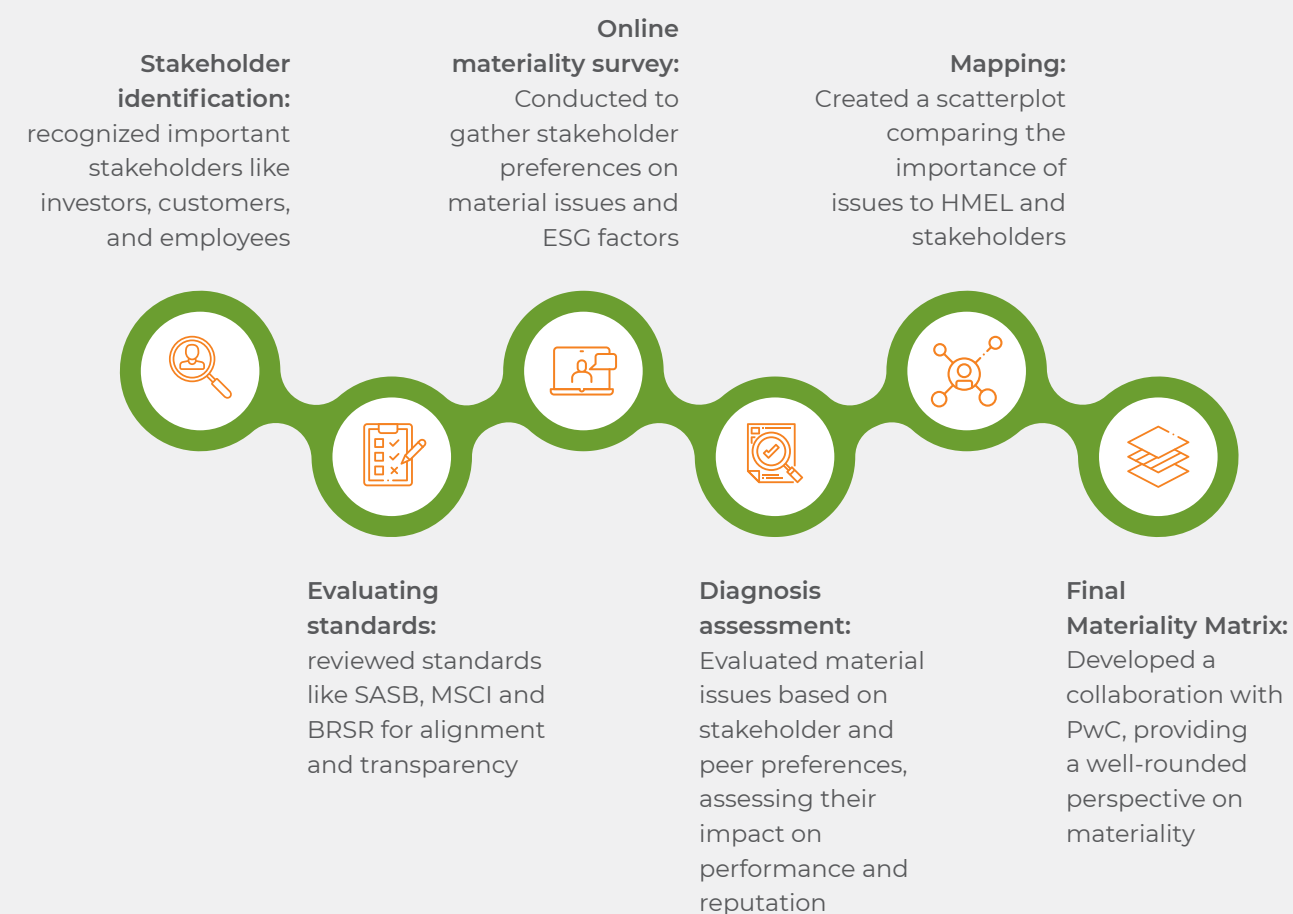 Stakeholder
identification:
recognized important
stakeholders like
investors, customers,
and employees
Evaluating
standards:
reviewed standards
like SASB, MSCI and
BRSR for alignment
and transparency
Online
materiality survey:
Conducted to
gather stakeholder
preferences on
material issues and
ESG factors
Diagnosis
assessment:
Evaluated material
issues based on
stakeholder and
peer preferences,
assessing their
impact on
performance and
reputation
Mapping:
Created a scatterplot
comparing the
importance of
issues to HMEL and
stakeholders
Final
Materiality Matrix:
Developed a
collaboration with
PwC, providing
a well-rounded
perspective on
materiality